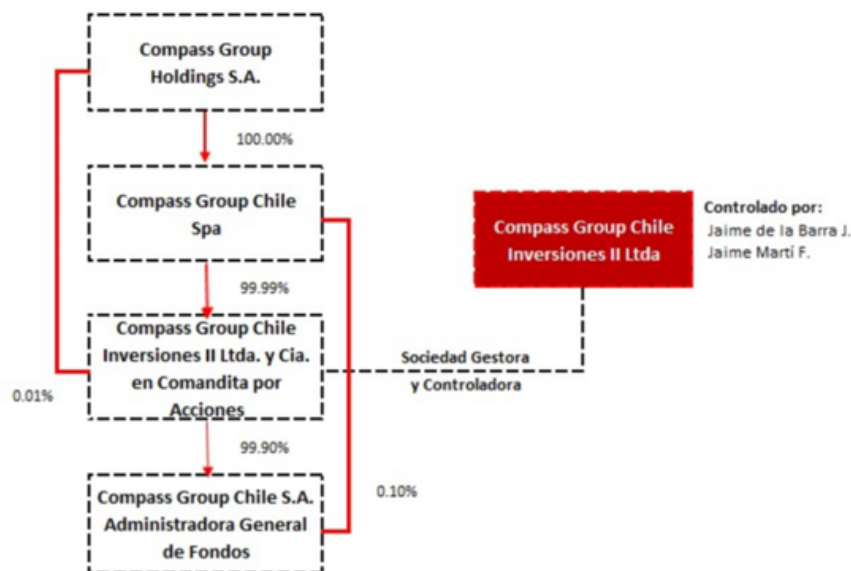 Compass Group
Holdings S.A.
100.00%
Compass Group Chile
Spa
Compass Group Chile
Inversiones II Ltda
Controlado por:
Jaime de la Barra J.
Jaime Martí F.
99.99%
Compass Group Chile
Inversiones II Ltda. y Cia.
en Comandita por
Acciones
Sociedad Gestora
y Controladora
0.01%
99.90%
Compass Group Chile S.A.
Administradora General
de Fondos
0.10%